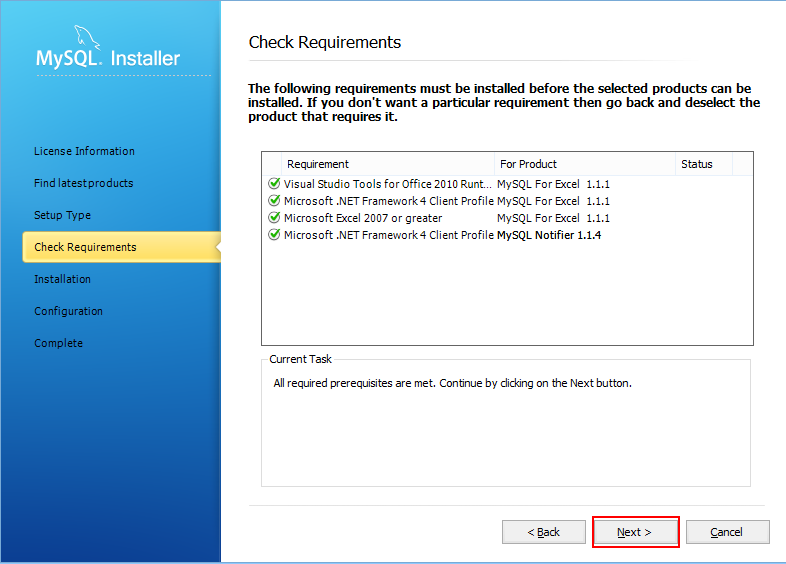 MySQL. Installer
License Information
Find latest products
Setup Type
Check Requirements
Installation
Configuration
Complete
Check Requirements
The following requirements must be installed before the selected products can be
installed. If you don't want a particular requirement then go back and deselect the
product that requires it.
Requirement For Product Status
Visual Studio Tools for Office 2010 Runt... MySQL For Excel 1.1.1
Microsoft .NET Framework 4 Client Profile MySQL For Excel 1.1.1
Microsoft Excel 2007 or greater MySQL For Excel 1.1.1
Microsoft .NET Framework 4 Client Profile MySQL Notifier 1.1.4
Current Task
All required prerequisites are met. Continue by clicking on the Next button.
< Back Next > Cancel